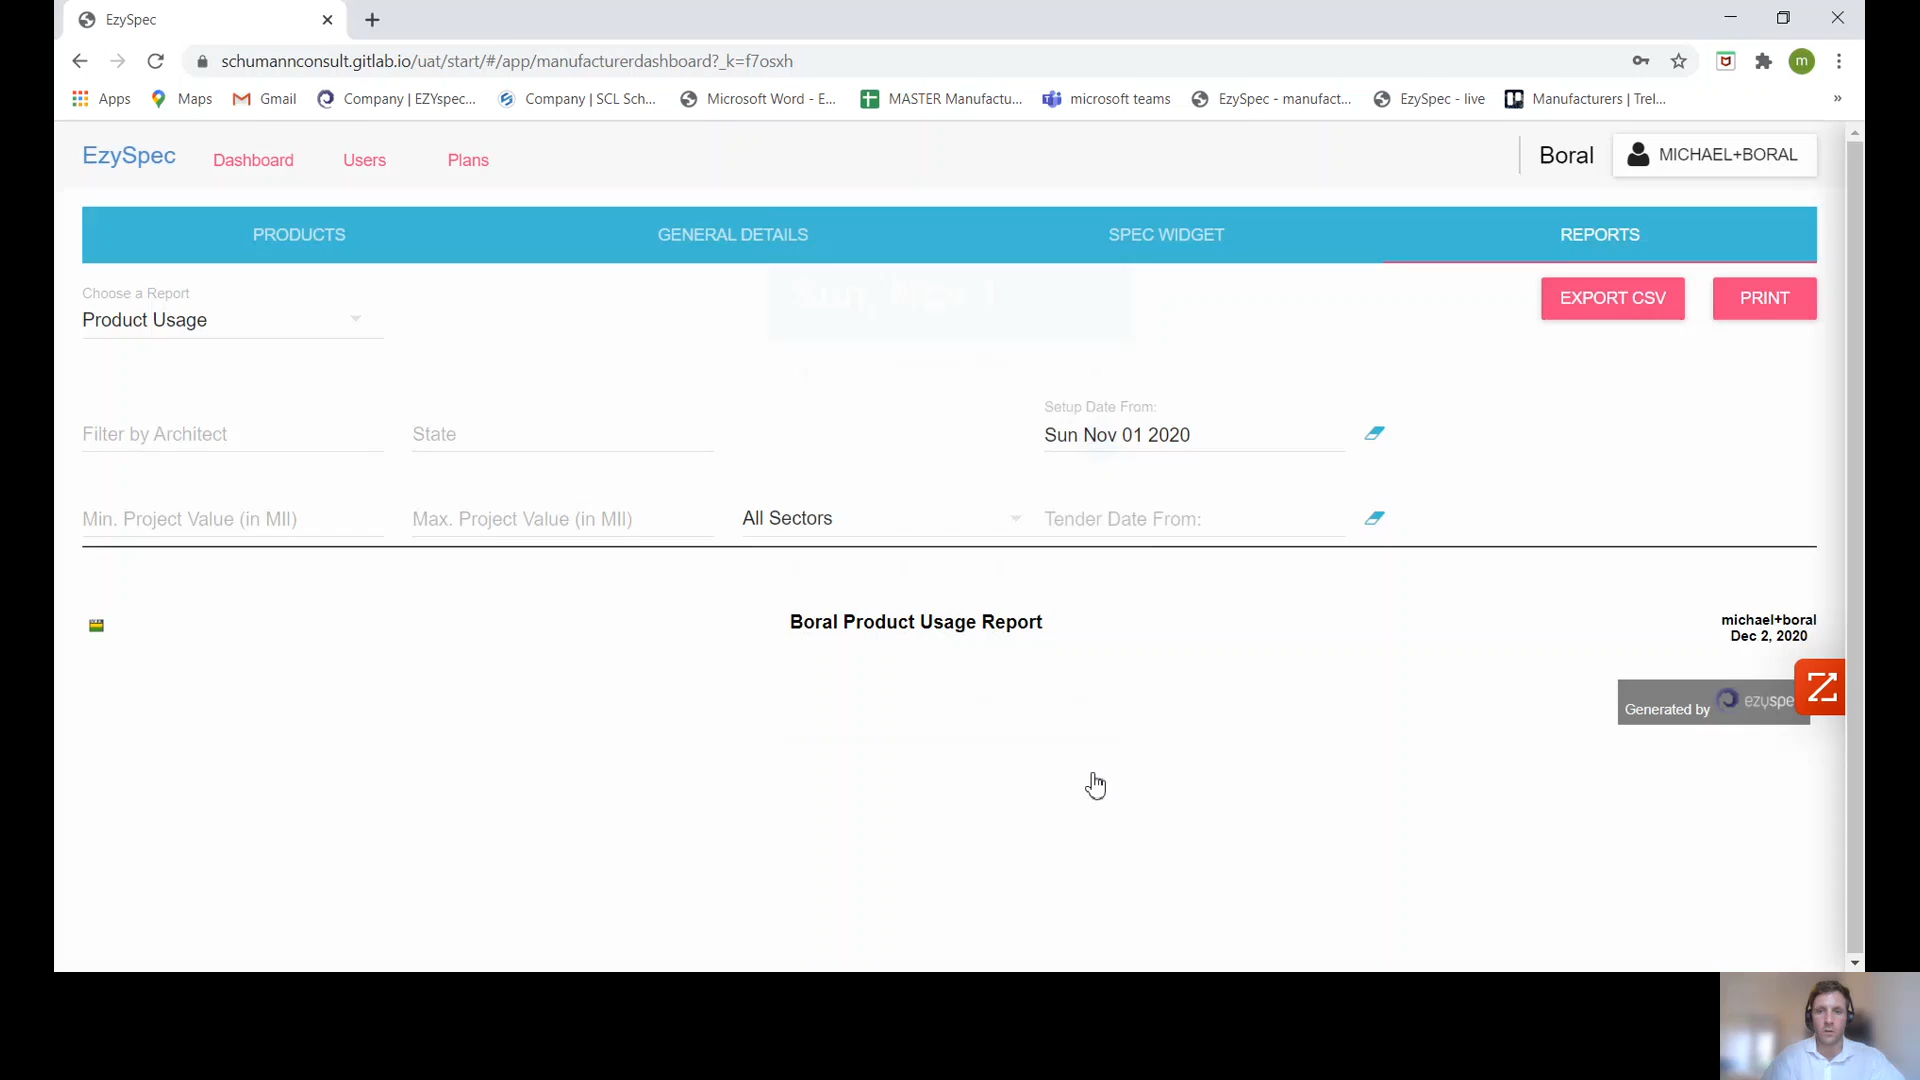 EzySpec
schumannconsult.gitlab.io/uat/start/#/app/manufacturerdashboard?_k=f7osxh
m
Apps Maps Gmail Company | EZYspec... Company | SCL Sch... Microsoft Word - E... MASTER Manufactu... microsoft teams EzySpec - manufact... EzySpec - live Manufacturers | Trel... »
EzySpec Dashboard Users Plans Boral MICHAEL+BORAL
PRODUCTS GENERAL DETAILS SPEC WIDGET REPORTS
Choose a Report
Product Usage
EXPORT CSV PRINT
Setup Date From:
Filter by Architect State Sun Nov 01 2020
Min. Project Value (in MIl) Max. Project Value (in MIl) All Sectors Tender Date From:
Boral Product Usage Report
michael+boral
Dec 2, 2020
Generated by ezyspe